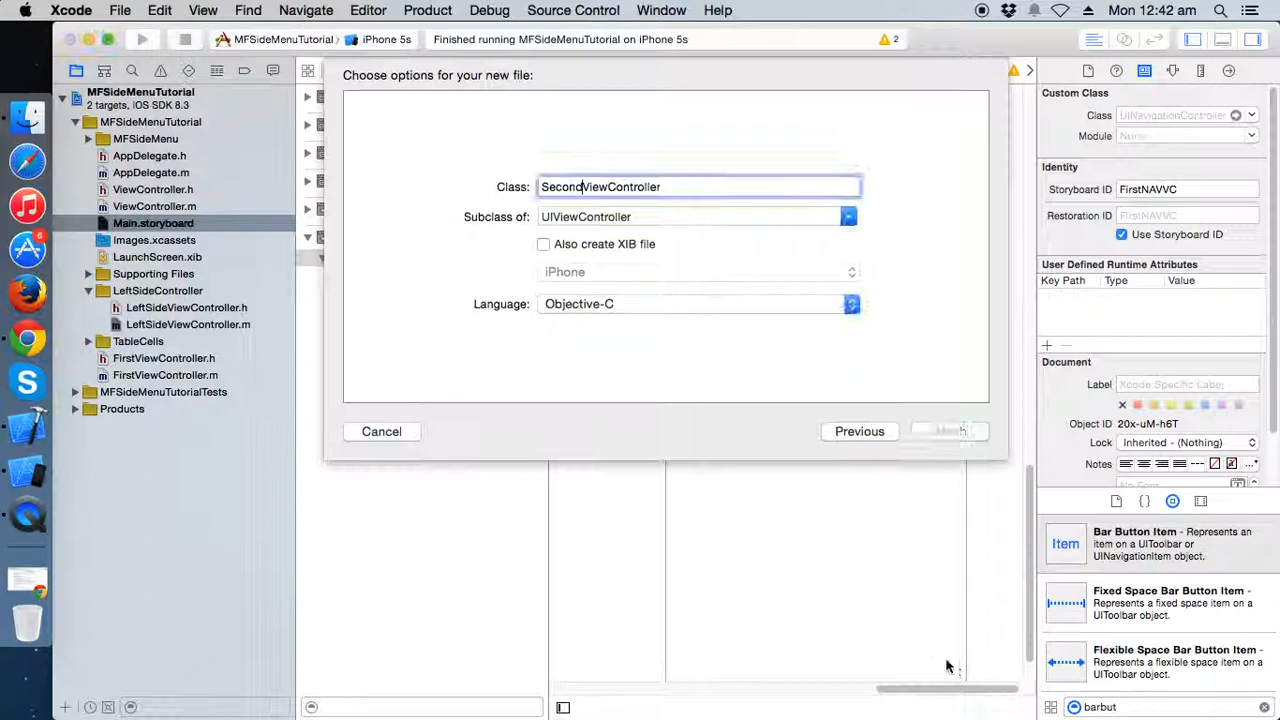 Xcode File Edit View Find Navigate Editor Product Debug Source Control Window Help Mon 12:42 am
MFSideMenuTutorial iPhone 5s Finished running MFSideMenuTutorial on iPhone 5s 2
Choose options for your new file:
MFSideMenuTutorial
2 targets, iOS SDK 8.3
MFSideMenuTutorial
MFSideMenu
AppDelegate.h
AppDelegate.m
ViewController.h
ViewController.m
Main.storyboard
Images.xcassets
LaunchScreen.xib
Supporting Files
LeftSideController
LeftSideViewController.h
LeftSideViewController.m
TableCells
FirstViewController.h
FirstViewController.m
MFSideMenuTutorialTests
Products
6
Class: SecondViewController
Subclass of: UIViewController
Also create XIB file
iPhone
Language: Objective-C
Cancel Previous
Custom Class
Class UINavigationController
Module None
Identity
Storyboard ID FirstNAVVC
Restoration ID FirstNAVVC
Use Storyboard ID
User Defined Runtime Attributes
Key Path Type Value
Document
Label Xcode Specific Label
Object ID 20x-uM-h6T
Lock Inherited - (Nothing)
Notes
No Font
Item
Bar Button Item - Represents an
item on a UIToolbar or
UINavigationItem object.
Fixed Space Bar Button Item -
Represents a fixed space item on a
UIToolbar object.
Flexible Space Bar Button Item -
Represents a flexible space item on a
UIToolbar object.
barbut